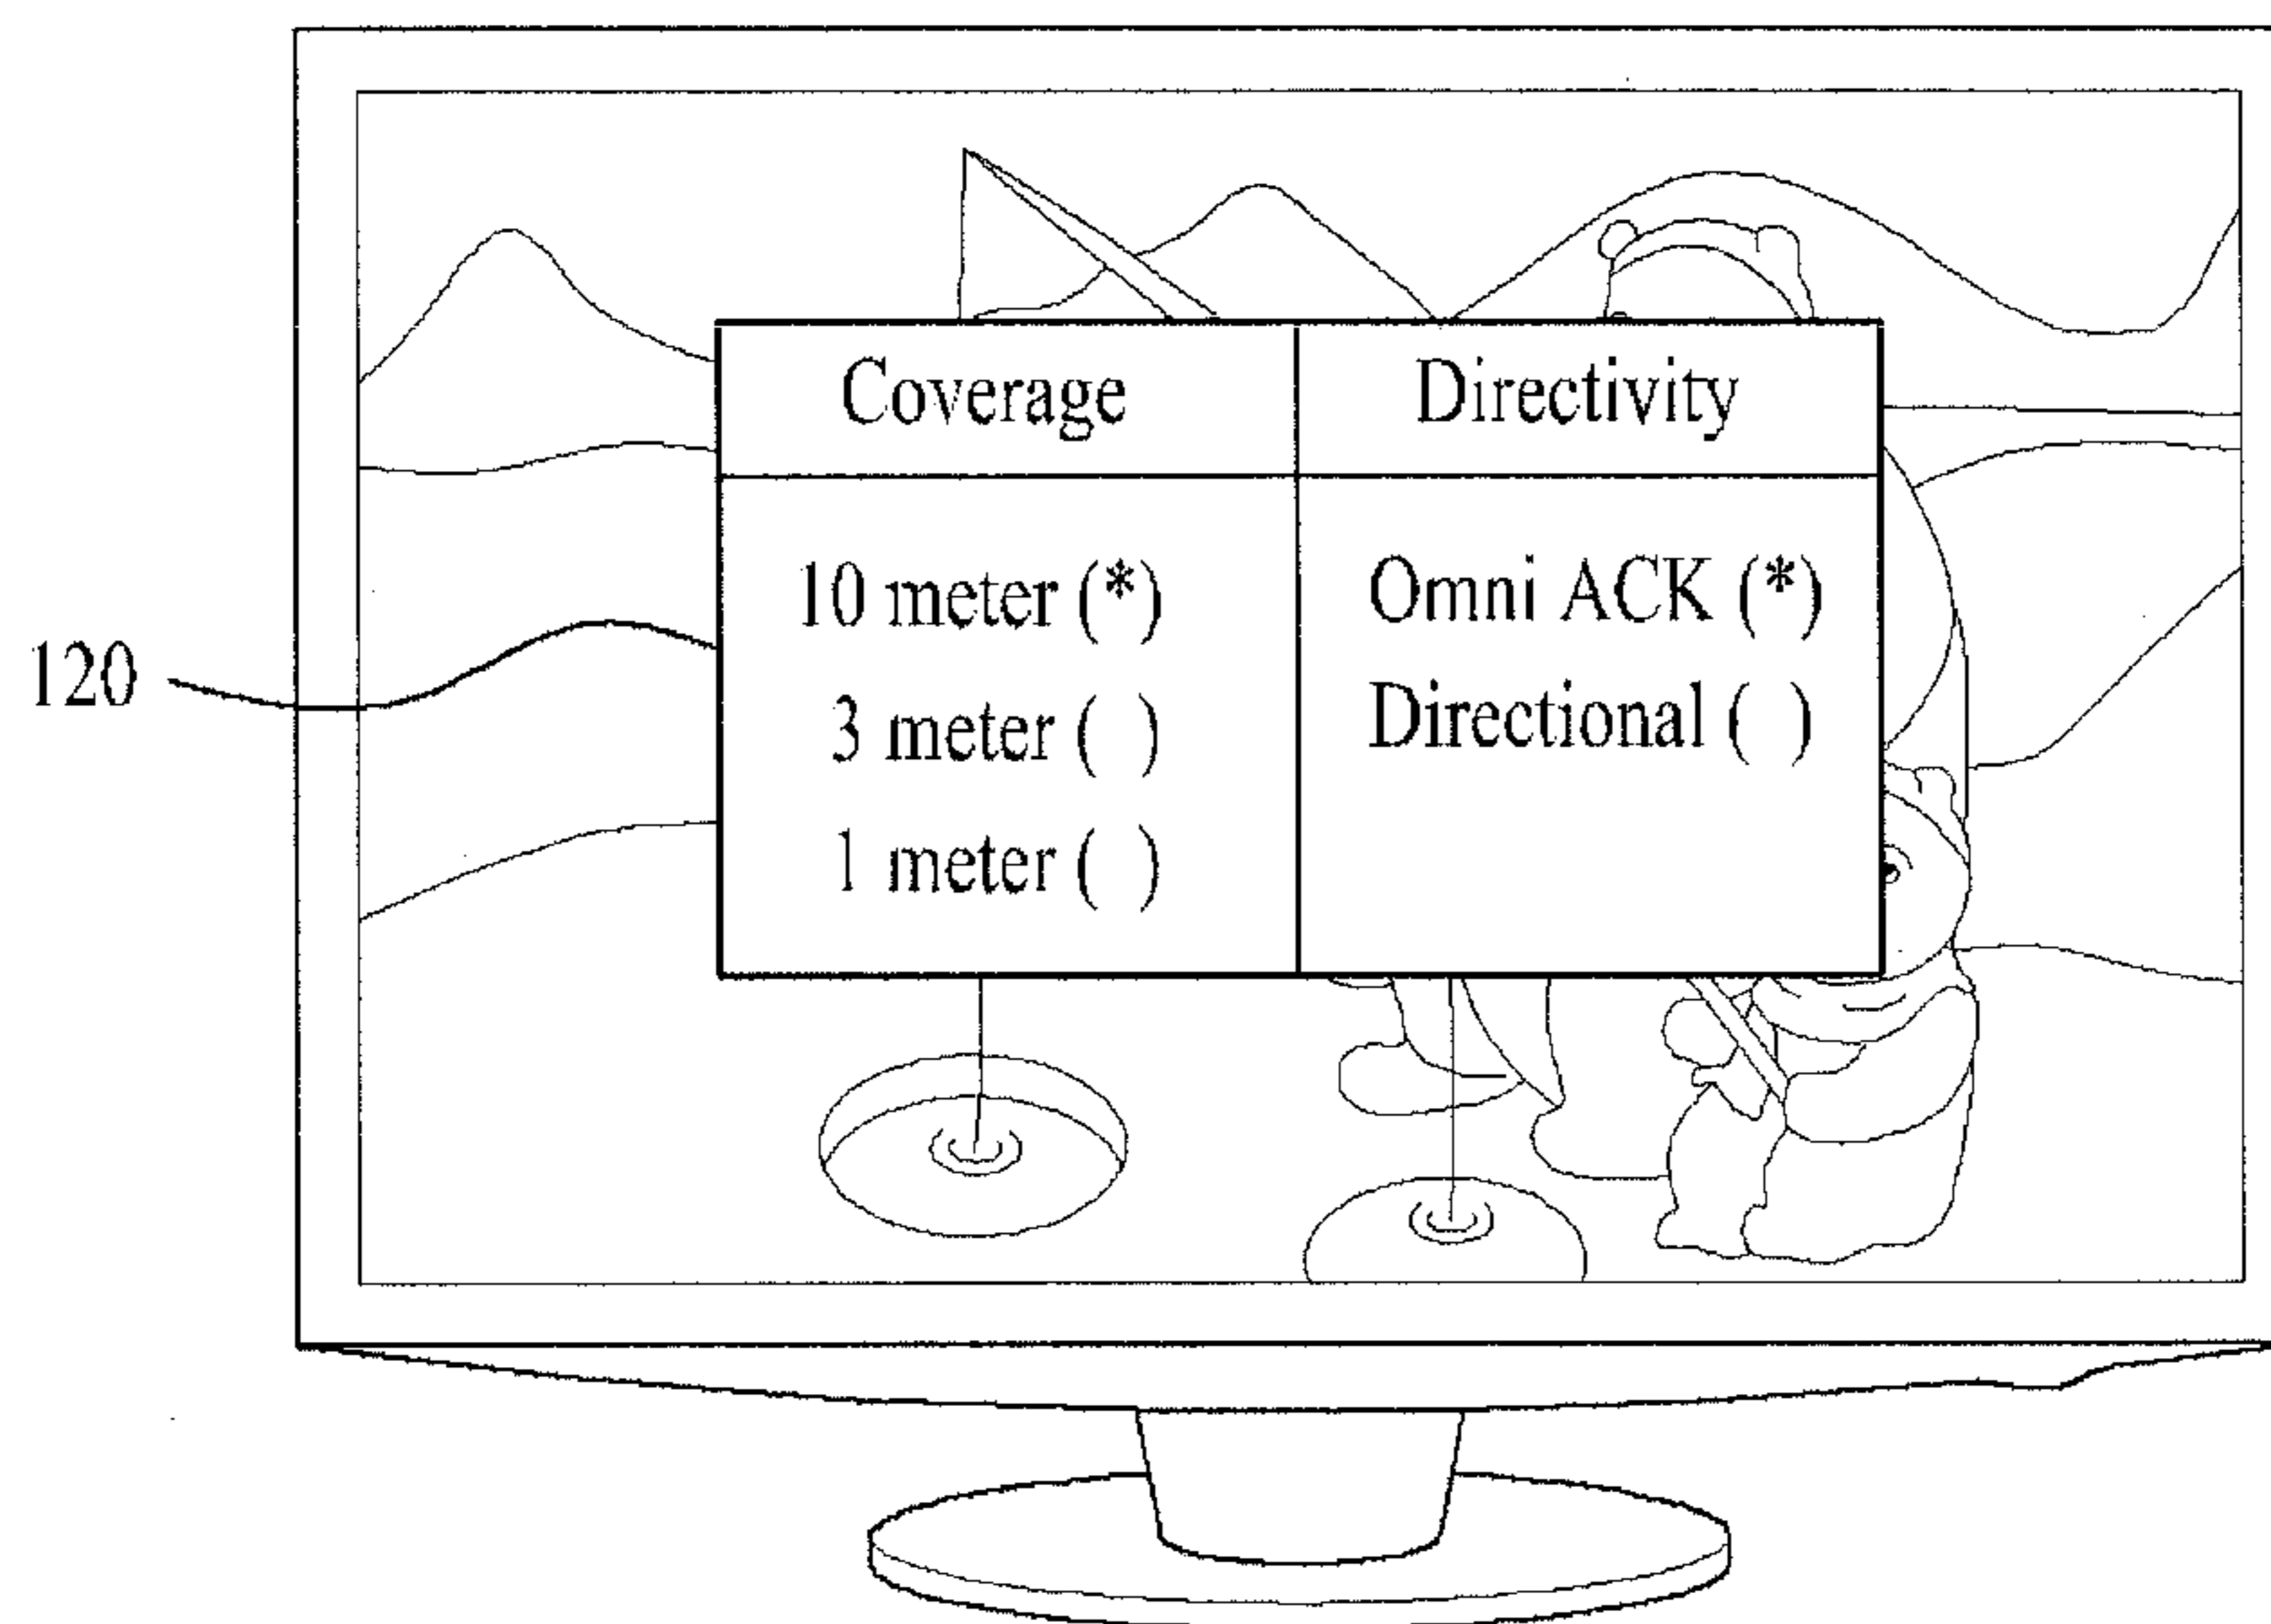 Coverage Directivity
10 meter (*) Omni ACK (*)
120
3 meter ( ) Directional ( )
1 meter ( )